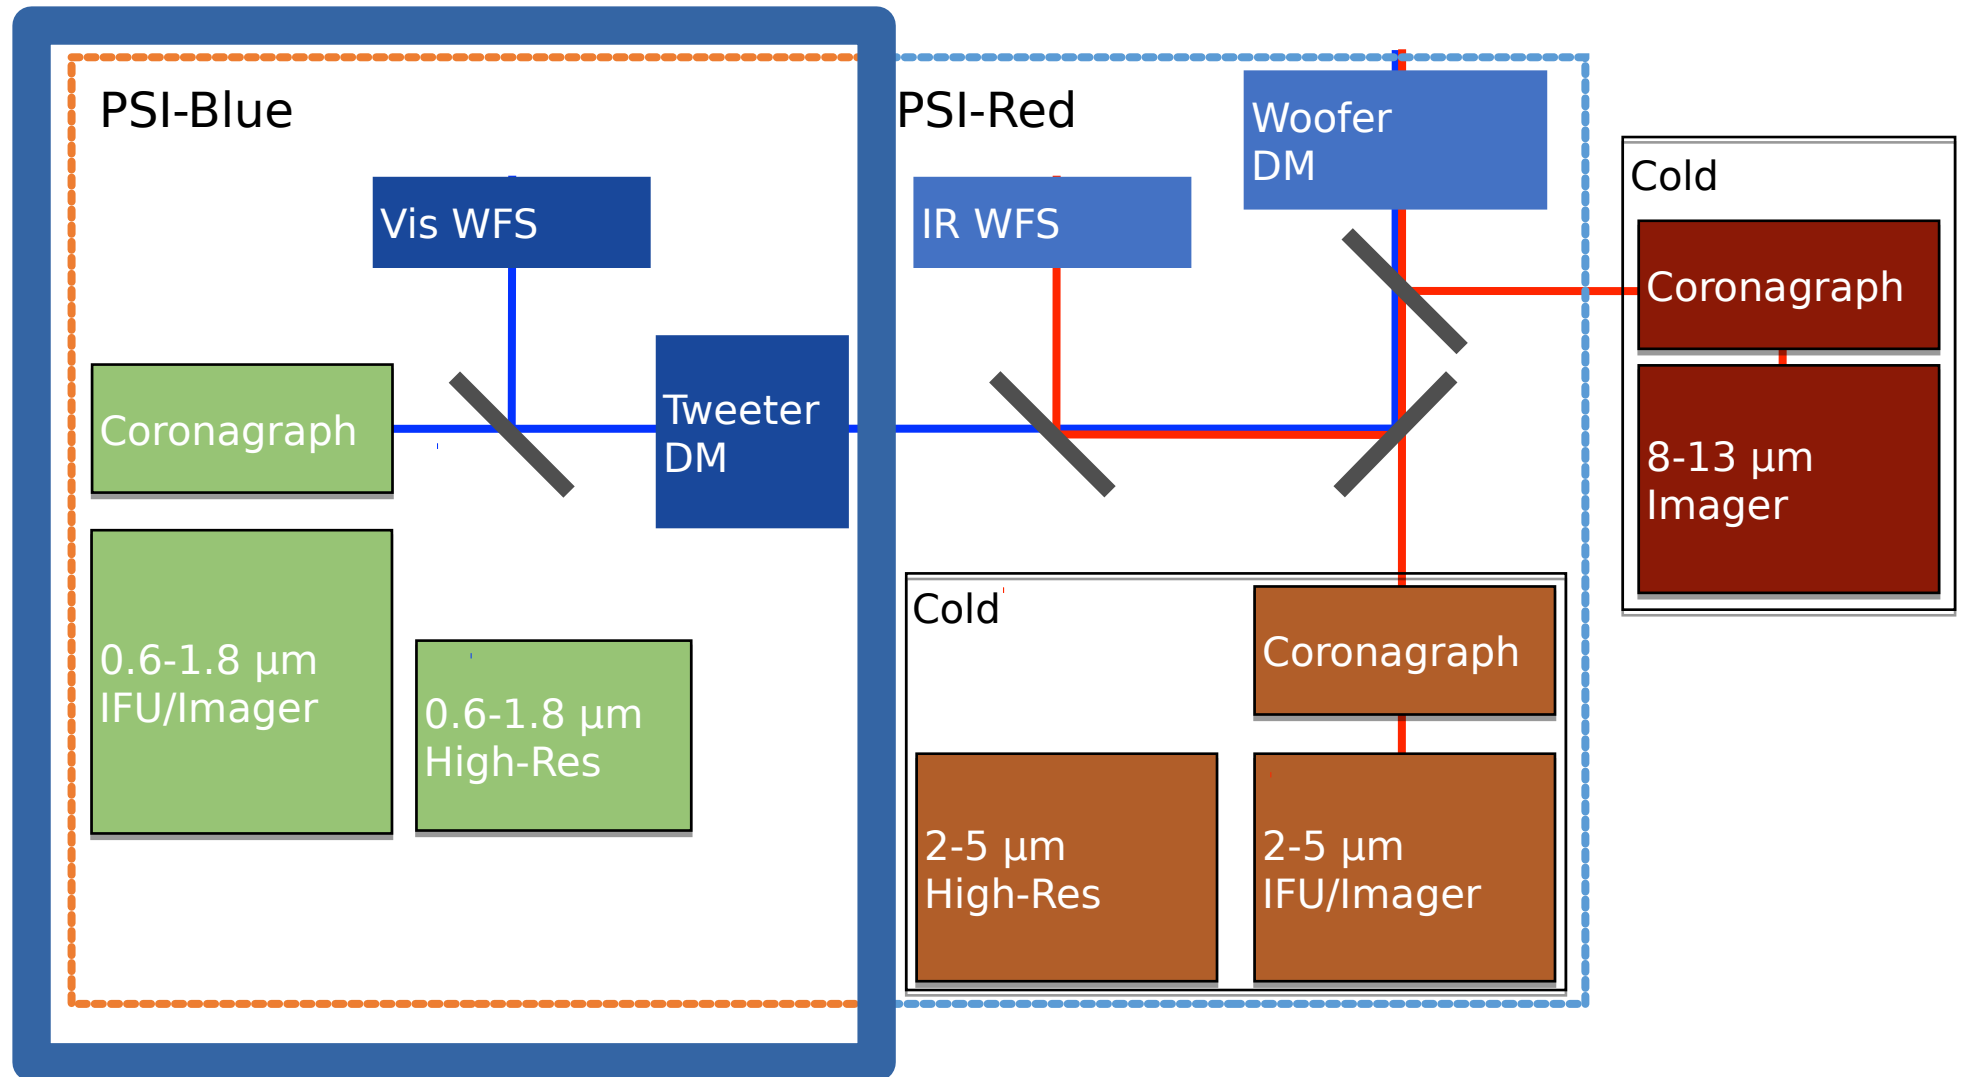 PSI-Blue
PSI-Red
Woofer
DM
Cold
Vis WFS
IR WFS
Coronagraph
Tweeter
DM
Coronagraph
8-13 µm
Imager
Cold
Coronagraph
0.6-1.8 µm
IFU/Imager
0.6-1.8 µm
High-Res
2-5 µm
High-Res
2-5 µm
IFU/Imager